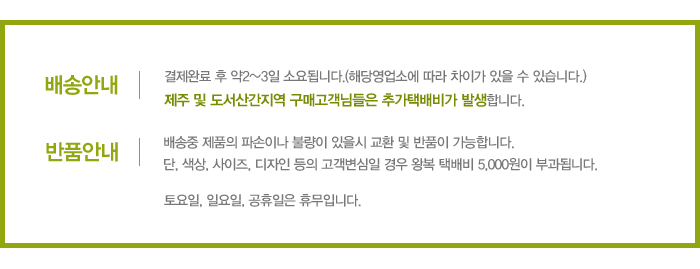 배송안내
결제완료 후 약2~3일 소요됩니다.(해당영업소에 따라 차이가 있을 수 있습니다.)
제주 및 도서산간지역 구매고객님들은 추가택배비가 발생합니다.
반품안내
배송중 제품의 파손이나 불량이 있을시 교환 및 반품이 가능합니다.
단, 색상, 사이즈, 디자인 등의 고객변심일 경우 왕복 택배비 5,000원이 부과됩니다.
토요일, 일요일, 공휴일은 휴무입니다.